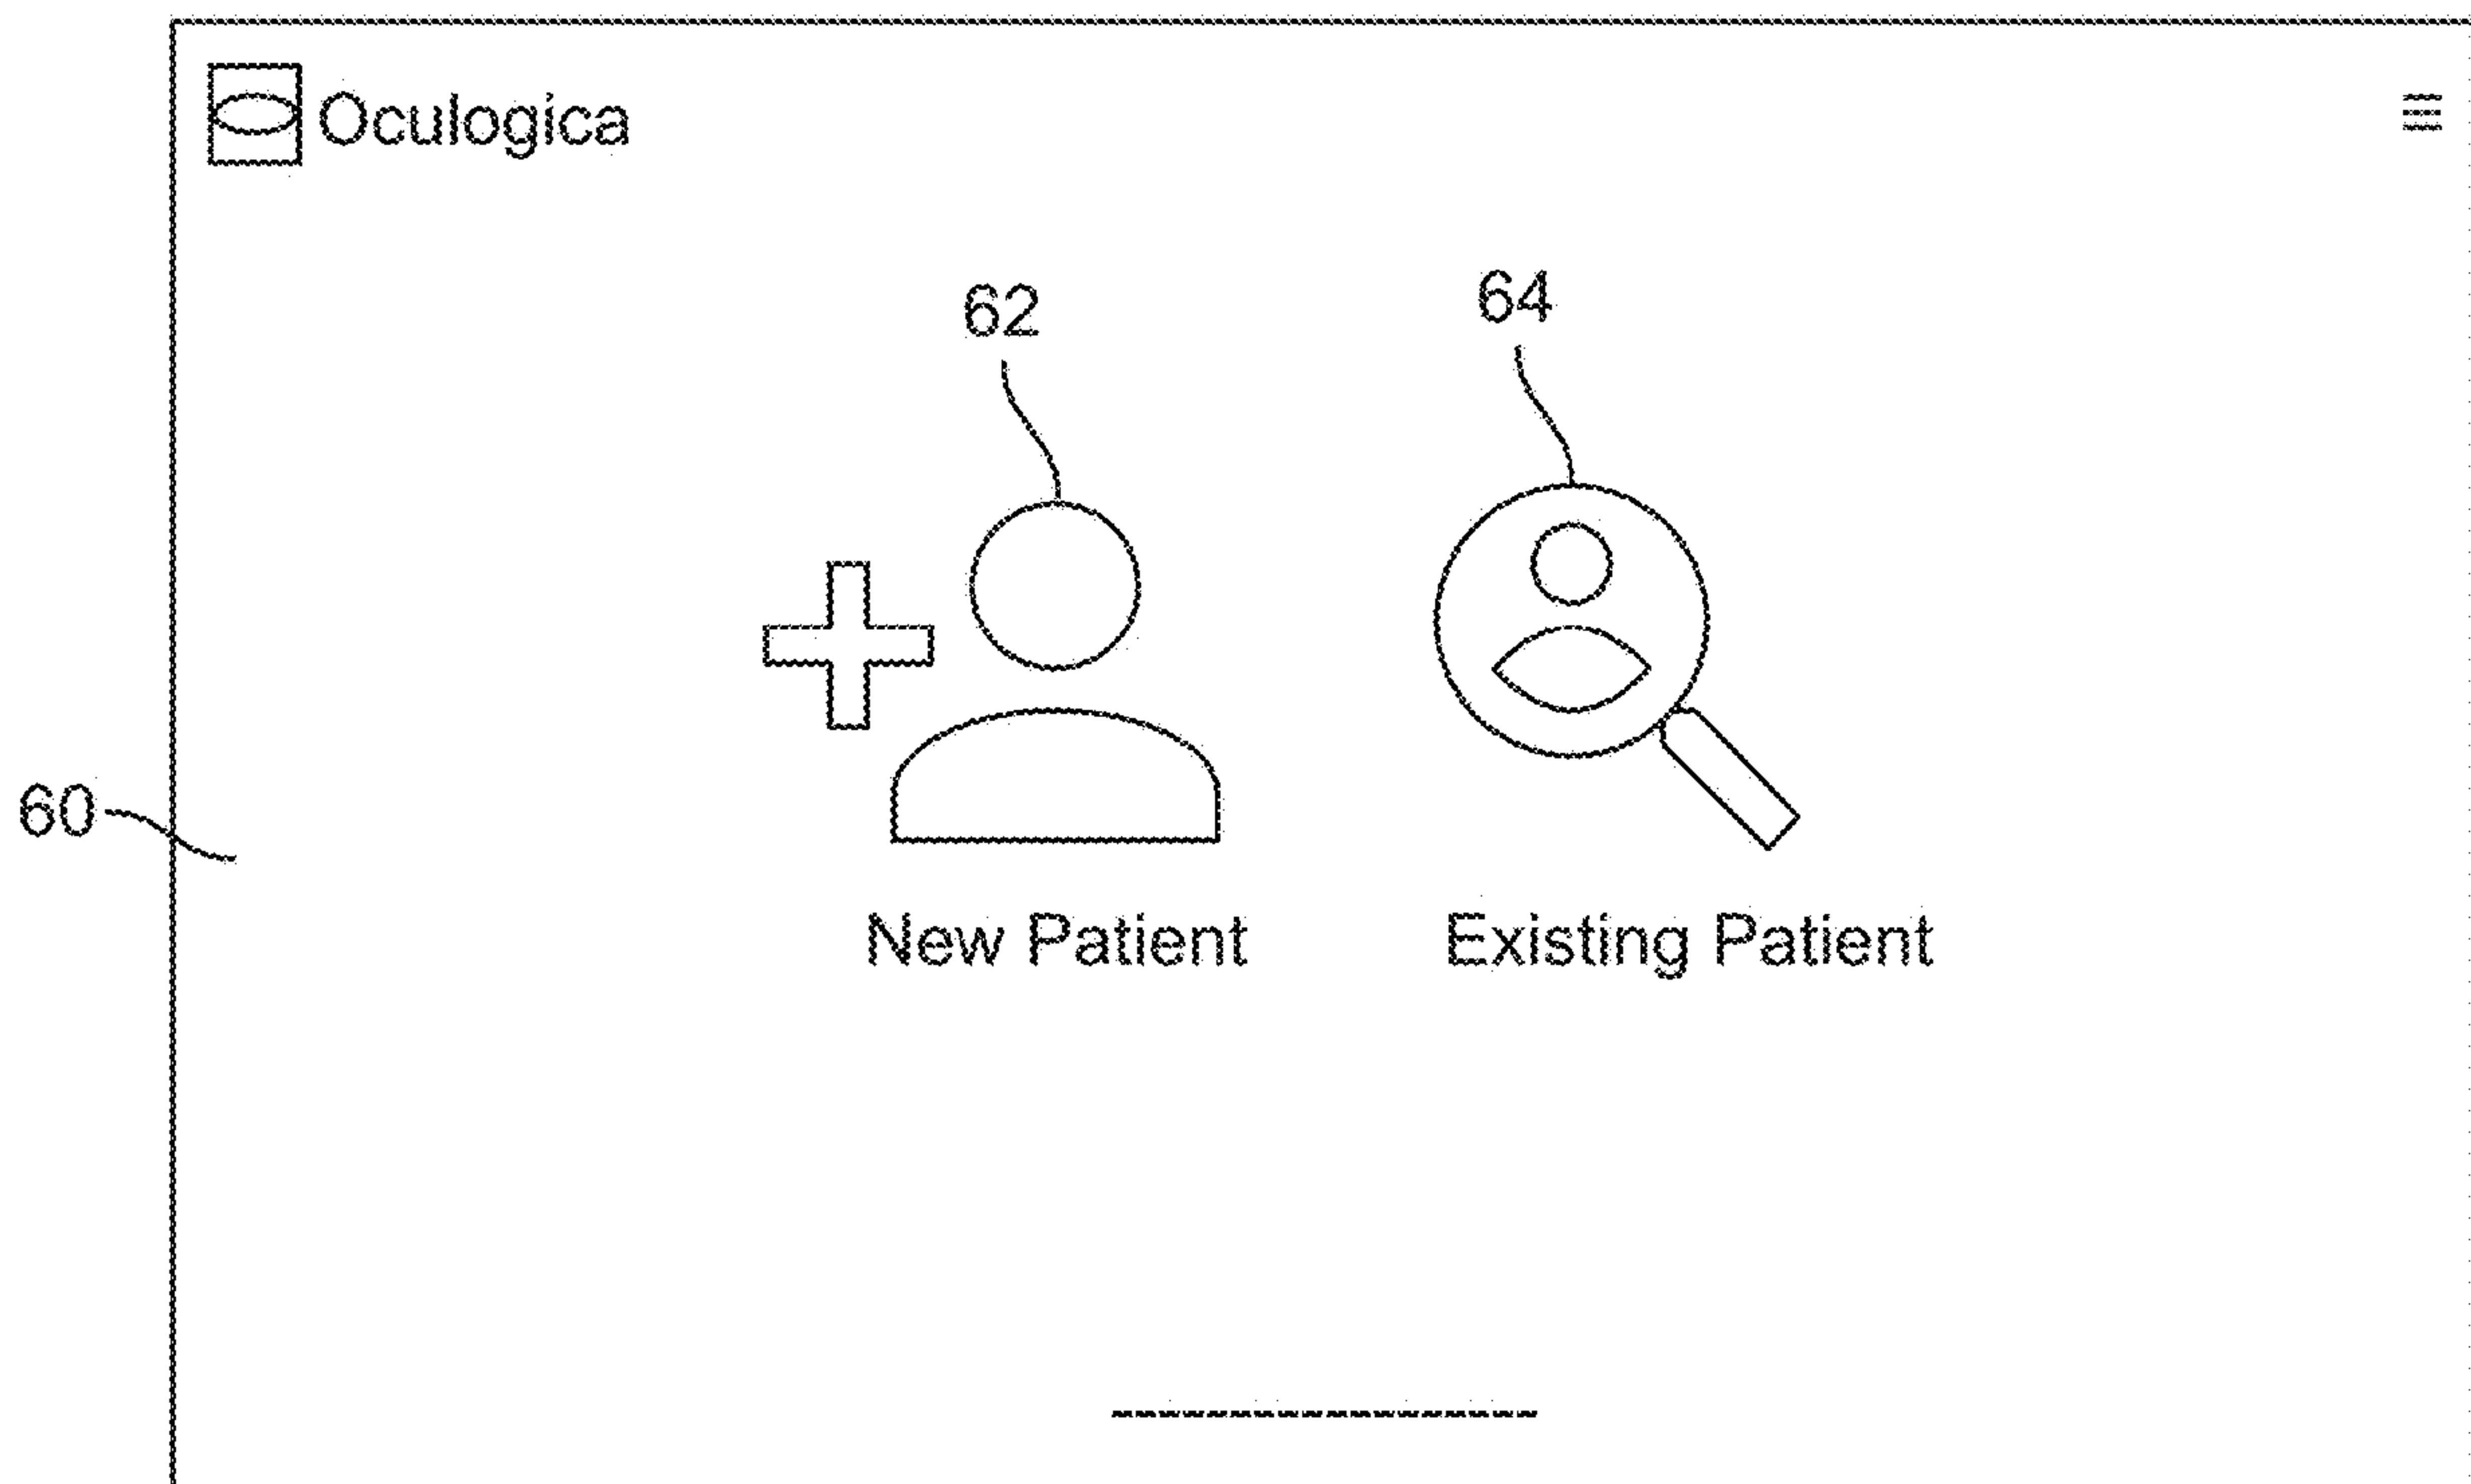 Oculogica
62
64
60
New Patient
Existing Patient